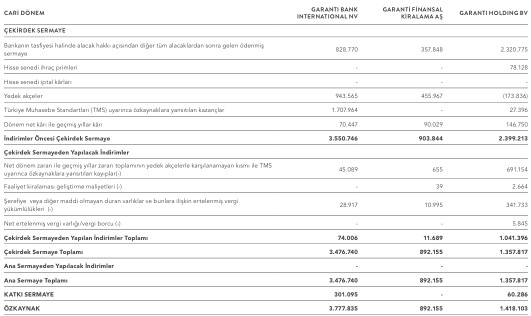 CARİ DÖNEM GARANTİ BANK INTERNATIONAL NV GARANTİ FİNANSAL KİRALAMA AŞ GARANTI HOLDING BV
ÇEKİRDEK SERMAYE
Bankanın tasfiyesi halinde alacak hakkı açısından diğer tüm alacaklardan sonra gelen ödenmiş
sermaye 828.770 357.848 2.320.775
Hisse senedi ihraç primleri - - 78.128
Hisse senedi iptal kârları - - -
Yedek akçeler 943.565 455.967 (173.836)
Türkiye Muhasebe Standartları (TMS) uyarınca özkaynaklara yansıtılan kazançlar 1.707.964 - 27.396
Dönem net kârı ile geçmiş yıllar kârı 70.447 90.029 146.750
İndirimler Öncesi Çekirdek Sermaye 3.550.746 903.844 2.399.213
Çekirdek Sermayeden Yapılacak İndirimler
Net dönem zararı ile geçmiş yıllar zararı toplamının yedek akçelerle karşılanamayan kısmı ile TMS
uyarınca özkaynaklara yansıtılan kayıplar(-) 45.089 655 691.154
Faaliyet kiralaması geliştirme maliyetleri (-) - 39 2.664
Şerefiye veya diğer maddi olmayan duran varlıklar ve bunlara ilişkin ertelenmiş vergi
yükümlülükleri (-) 28.917 10.995 341.733
Net ertelenmiş vergi varlığı/vergi borcu (-) - - 5.845
Çekirdek Sermayeden Yapılan İndirimler Toplamı 74.006 11.689 1.041.396
Çekirdek Sermaye Toplamı 3.476.740 892.155 1.357.817
Ana Sermayeden Yapılacak İndirimler - - -
Ana Sermaye Toplamı 3.476.740 892.155 1.357.817
KATKI SERMAYE 301.095 - 60.286
ÖZKAYNAK 3.777.835 892.155 1.418.103